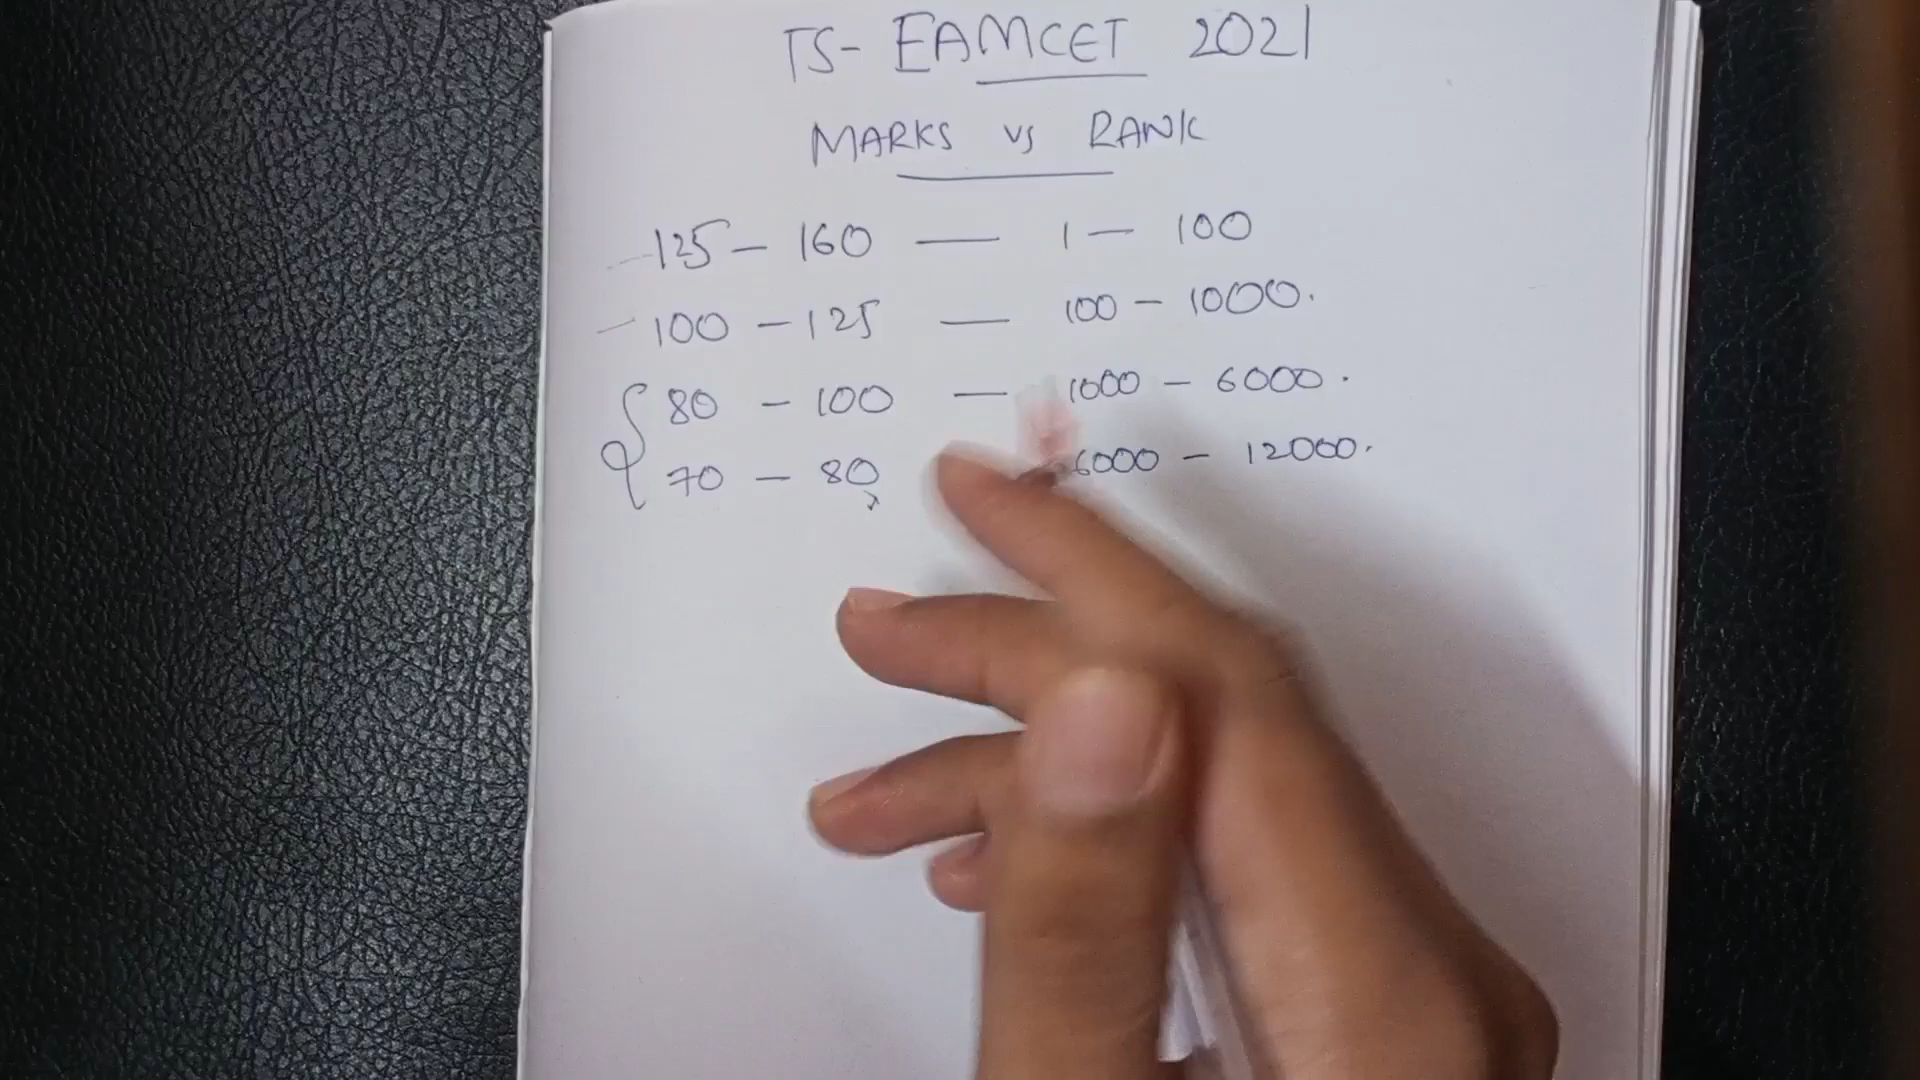 TS- EAMCET 2021
MARKS vs RANK
125 - 160 — 1 - 100
100 - 125 — 100 - 1000.
80 - 100 — 1000 - 6000.
70 - 80 6000 - 12000.